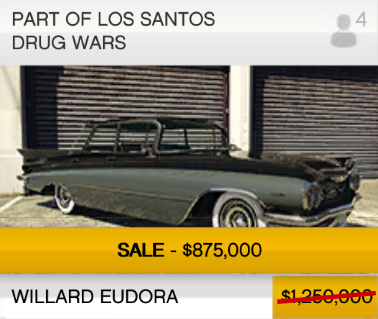 PART OF LOS SANTOS
DRUG WARS
4
SALE - $875,000
WILLARD EUDORA
$1,250,000